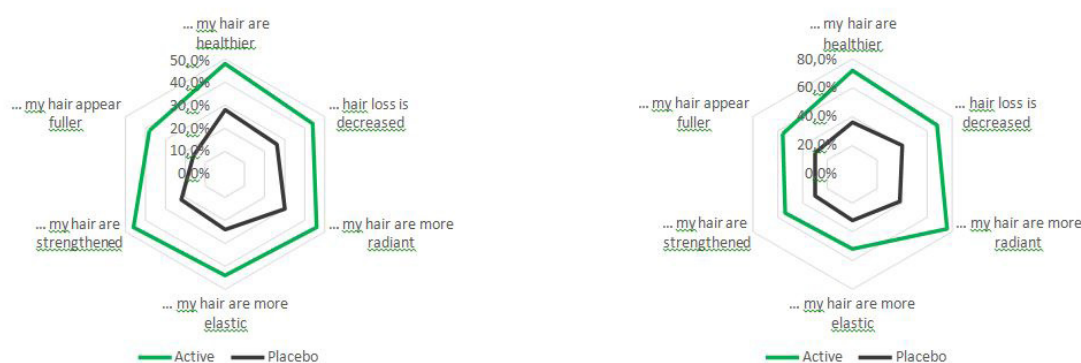 ... my hair are
healthier
50,0%
40,0%
30,0%
20,0%
10,0%
0,0%
... hair loss is
decreased
... my hair are more
radiant
... my hair are more
elastic
... my hair are
strengthened
... my hair appear
fuller
Active
Placebo
... my hair are
healthier
80,0%
60,0%
40,0%
20,0%
0,0%
... hair loss is
decreased
... my hair are more
radiant
... my hair are more
elastic
... my hair are
strengthened
... my hair appear
fuller
Active
Placebo